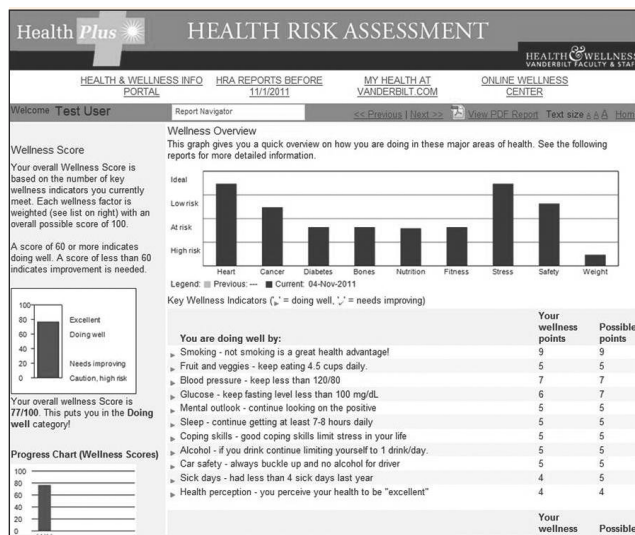 Health Plus
HEALTH RISK ASSESSMENT
HEALTH & WELLNESS
VANDERBILT FACULTY & STAF
HEALTH & WELLNESS INFO PORTAL
HRA REPORTS BEFORE 11/1/2011
MY HEALTH AT VANDERBILT.COM
ONLINE WELLNESS CENTER
Welcome Test User
Report Navigator
<< Previous | Next >>
View PDF Report
Text size A A A
Hom
Wellness Score
Your overall Wellness Score is
based on the number of key
wellness indicators you currently
meet. Each wellness factor is
weighted (see list on right) with an
overall possible score of 100.
A score of 60 or more indicates
doing well. A score of less than 60
indicates improvement is needed.
100
80
60
40
20
0
Excellent
Doing well
Needs improving
Caution, high risk
Your overall wellness Score is
77/100. This puts you in the Doing
well category!
Progress Chart (Wellness Scores)
100
80
60
40
20
0
Wellness Overview
This graph gives you a quick overview on how you are doing in these major areas of health. See the following
reports for more detailed information.
Ideal
Low risk
At risk
High risk
Heart Cancer Diabetes Bones Nutrition Fitness Stress Safety Weight
Legend: Previous: --- Current: 04-Nov-2011
Key Wellness Indicators (' ' = doing well, ' ' = needs improving)
You are doing well by:
Your wellness points
Possible points
Smoking - not smoking is a great health advantage! 9 9
Fruit and veggies - keep eating 4.5 cups daily. 5 5
Blood pressure - keep less than 120/80 7 7
Glucose - keep fasting level less than 100 mg/dL 6 7
Mental outlook - continue looking on the positive 5 5
Sleep - continue getting at least 7-8 hours daily 5 5
Coping skills - good coping skills limit stress in your life 5 5
Alcohol - if you drink continue limiting yourself to 1 drink/day. 5 5
Car safety - always buckle up and no alcohol for driver 5 5
Sick days - had less than 4 sick days last year 4 5
Health perception - you perceive your health to be "excellent" 4 4
Your
wellness Possible